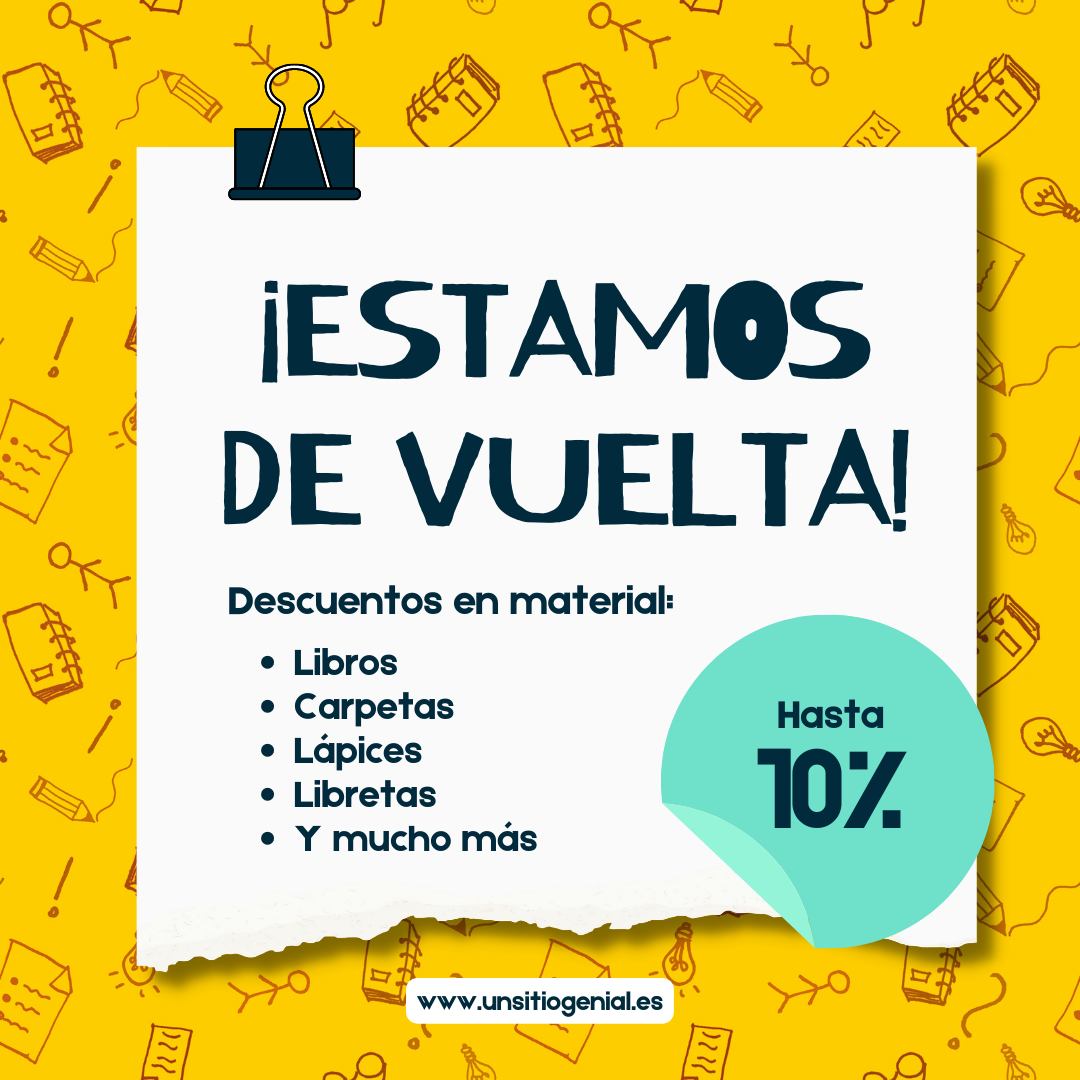 ¡ESTAMOS
DE VUELTA!
Descuentos en material:
• Libros
• Carpetas
• Lápices
• Libretas
• Y mucho más
Hasta
10%
www.unsitiogenial.es